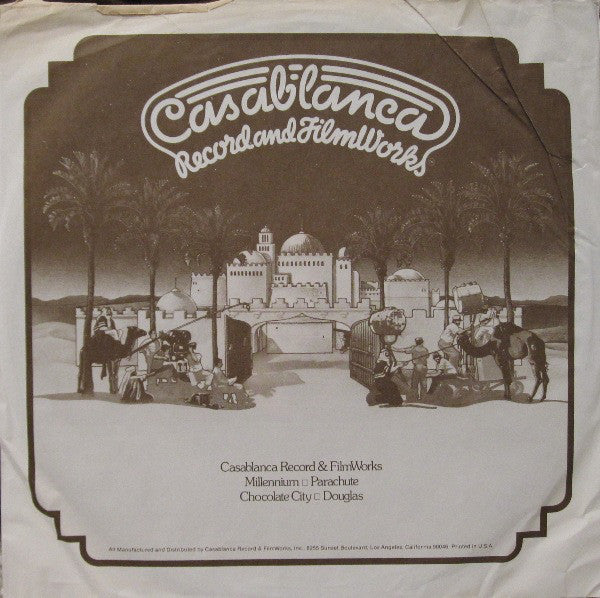 Casablanca
Record and FilmWorks
Casablanca Record & FilmWorks
Millennium □ Parachute
Chocolate City □ Douglas
All Manufactured and Distributed by Casablanca Record & FilmWorks, Inc., 8255 Sunset Boulevard, Los Angeles, California 90046. Printed in U.S.A.